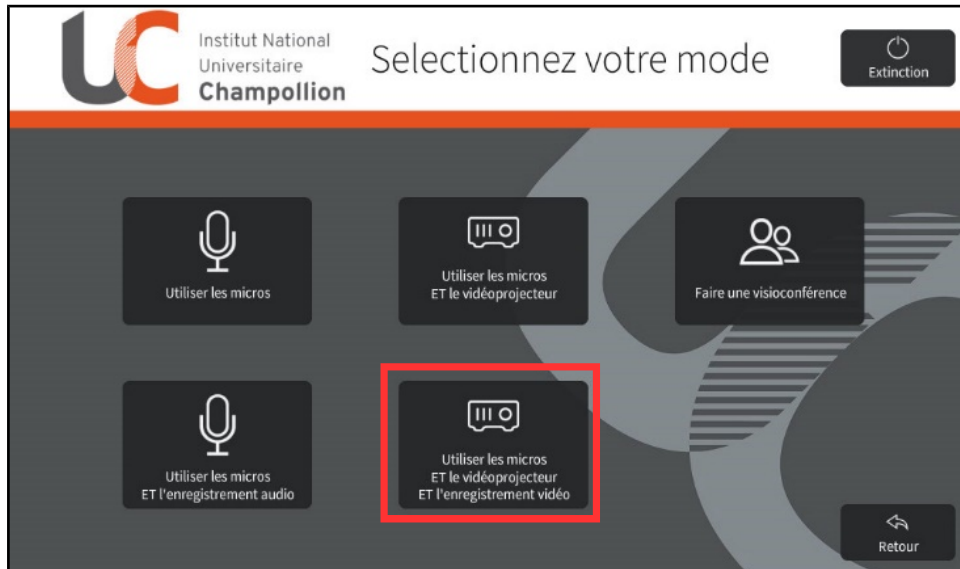 UC
Institut National
Universitaire
Champollion
Selectionnez votre mode
Extinction
Utiliser les micros
Utiliser les micros
ET le vidéoprojecteur
Faire une visioconférence
Utiliser les micros
ET l'enregistrement audio
Utiliser les micros
ET le vidéoprojecteur
ET l'enregistrement vidéo
Retour